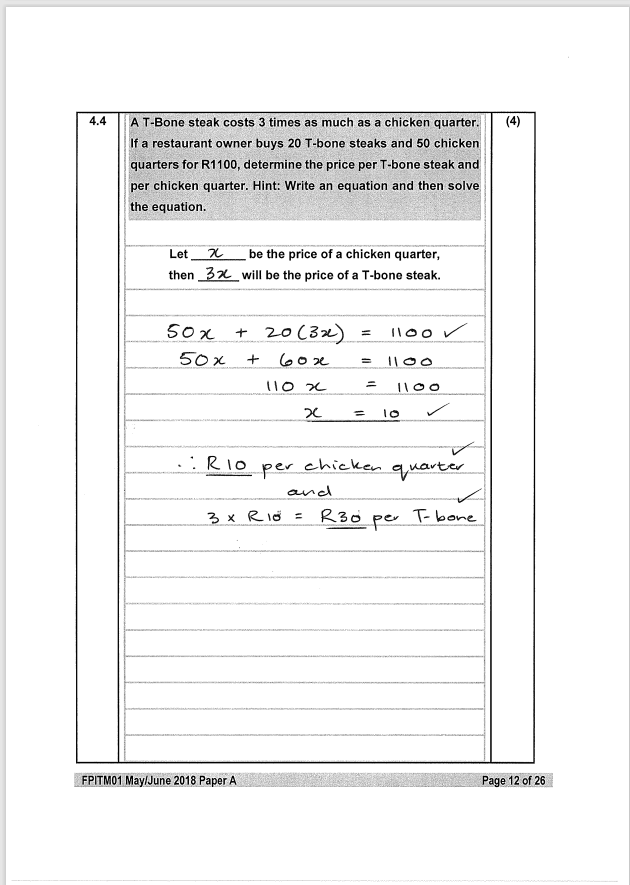 4.4 A T-Bone steak costs 3 times as much as a chicken quarter. (4)
If a restaurant owner buys 20 T-bone steaks and 50 chicken
quarters for R1100, determine the price per T-bone steak and
per chicken quarter. Hint: Write an equation and then solve
the equation.
Let x be the price of a chicken quarter,
then 3x will be the price of a T-bone steak.
50x + 20(3x) = 1100 ✓
50x + 60x = 1100
110x = 1100
x = 10 ✓
∴ R10 per chicken quarter ✓
and
3 x R10 = R30 per T-bone ✓
FPITM01 May/June 2018 Paper A Page 12 of 26